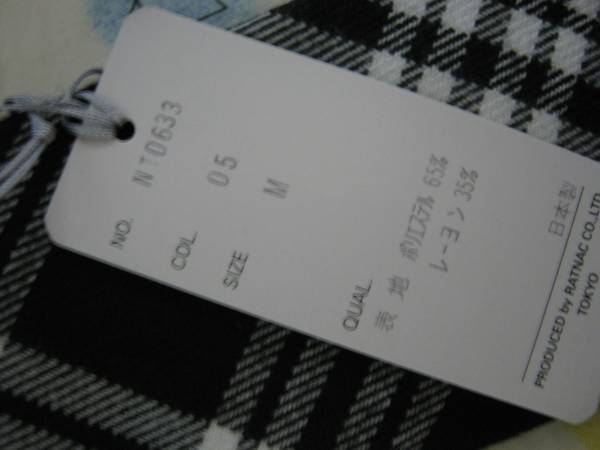 NO. NTD633
COL. 05
SIZE M
QUAL.
表 地 ポリエステル 65%
レーヨン 35%
日本製
PRODUCED by RATNAC CO.,LTD.
TOKYO